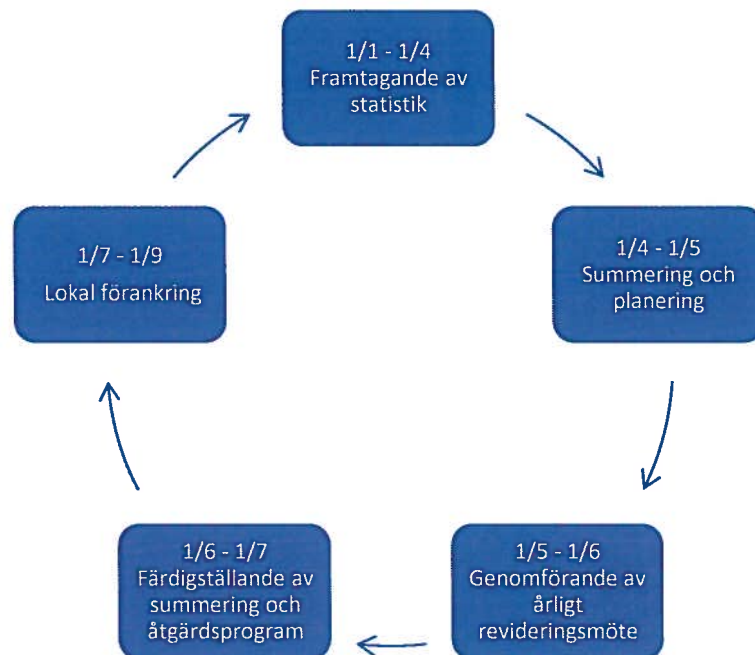 1/1 - 1/4
Framtagande av
statistik
1/4 - 1/5
Summering och
planering
1/5 - 1/6
Genomförande av
årligt
revideringsmöte
1/6 - 1/7
Färdigställande av
summering och
åtgärdsprogram
1/7 - 1/9
Lokal förankring